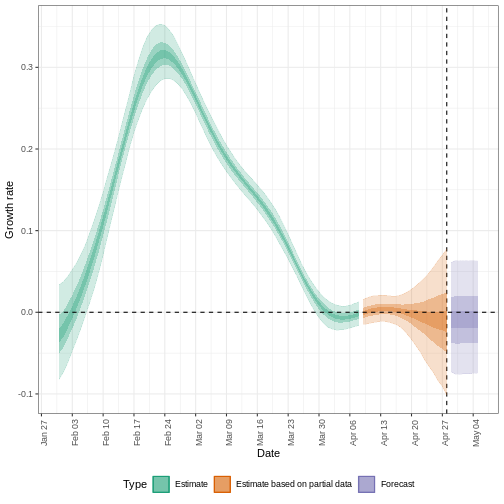 Growth rate
0.3
0.2
0.1
0.0
-0.1
Jan 27
Feb 03
Feb 10
Feb 17
Feb 24
Mar 02
Mar 09
Mar 16
Mar 23
Mar 30
Apr 06
Apr 13
Apr 20
Apr 27
May 04
Date
Type Estimate Estimate based on partial data Forecast